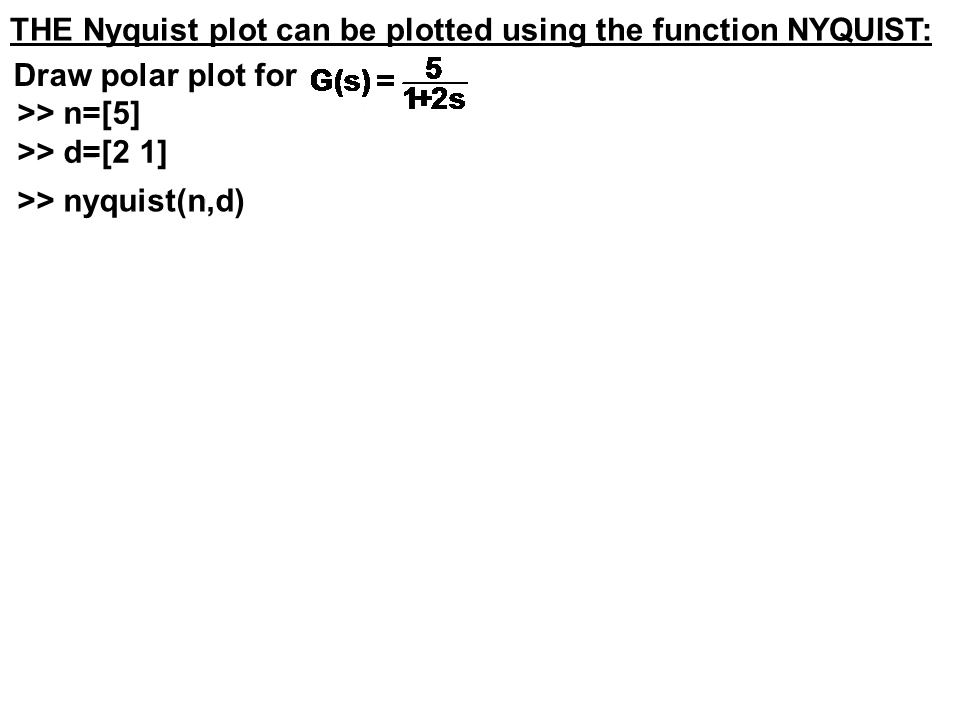 THE Nyquist plot can be plotted using the function NYQUIST:
Draw polar plot for G(s) = 5/1+2s
>> n=[5]
>> d=[2 1]
>> nyquist(n,d)